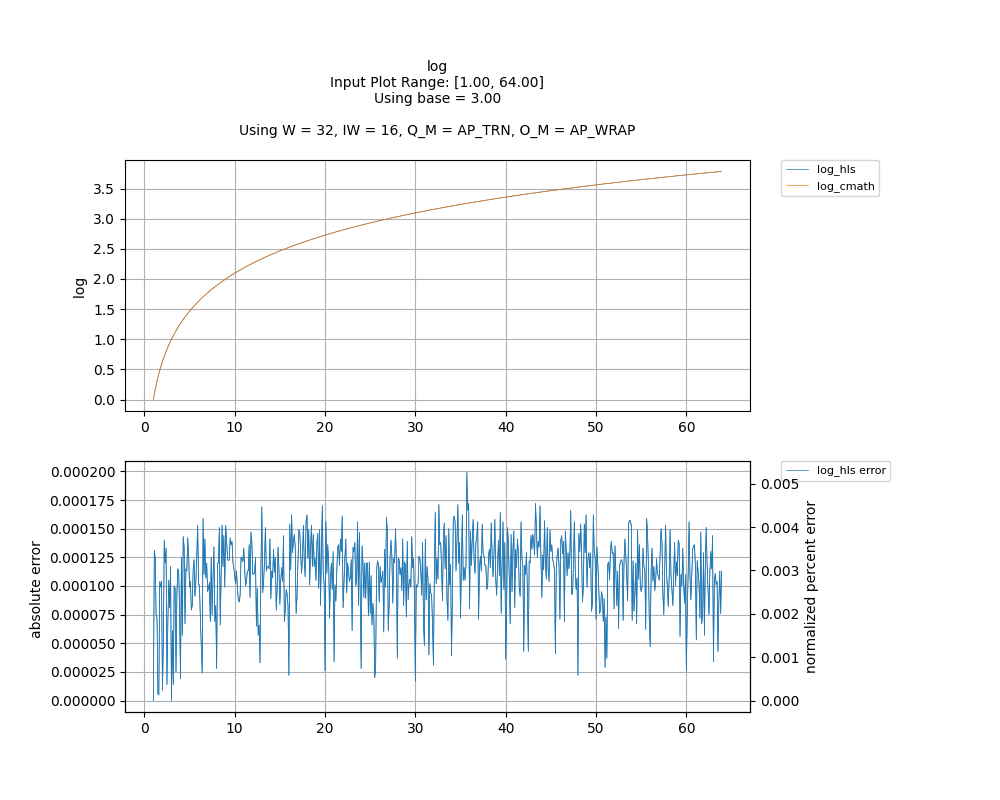 log
Input Plot Range: [1.00, 64.00]
Using base = 3.00
Using W = 32, IW = 16, Q_M = AP_TRN, O_M = AP_WRAP
log_hls
log_cmath
3.5
3.0
2.5
2.0
1.5
1.0
0.5
0.0
log
0 10 20 30 40 50 60
log_hls error
0.000200
0.000175
0.000150
0.000125
0.000100
0.000075
0.000050
0.000025
0.000000
absolute error
0.005
0.004
0.003
0.002
0.001
0.000
normalized percent error
0 10 20 30 40 50 60